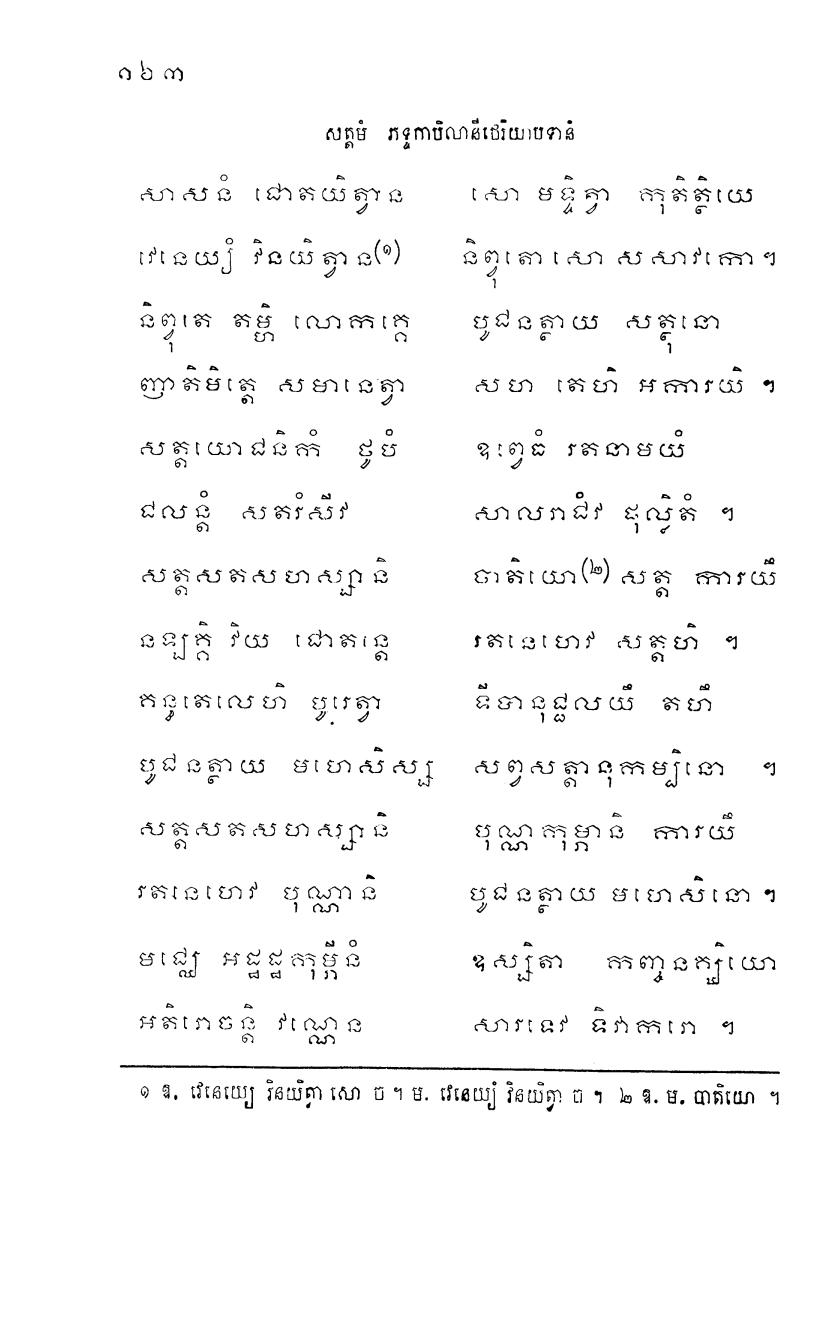 ១៦៣
សត្តមំ ភទ្ទកាបិលានីថេរិយាបទានំ
សាសនំ ជោតយិត្វាន សោ មទ្ទិត្វា កុតិត្ថិយេ
វេនេយ្យំ វិនយិត្វាន(១) និព្វុតោ សោ សសាវកោ។
និព្វុតេ តម្ហិ លោកគ្គេ បូជនត្ថាយ សត្ថុនោ
ញាតិមិត្តេ សមានេត្វា សហ តេហិ អការយិ ។
សត្តយោជនិកំ ថូបំ ឧព្វេធំ រតនាមយំ
ជលន្តំ សតរំសីវ សាលរាជំវ ផុល្លិតំ ។
សត្តសតសហស្សានិ ចាតិយោ(២) សត្ត ការយឹ
នឡគ្គិ វិយ ជោតន្តេ រតនេហេវ សត្តហិ ។
គន្ធតេលេហិ បូរេត្វា ទីចានុជ្ជលយឹ តហឹ
បូជនត្ថាយ មហេសិស្ស សព្វសត្តានុកម្បិនោ ។
សត្តសតសហស្សានិ បុណ្ណកុម្ភានិ ការយឹ
រតនេហេវ បុណ្ណានិ បូជនត្ថាយ មហេសិនោ។
មជ្ឈេ អដ្ឋដ្ឋកុម្ភីនំ ឧស្សិតា កញ្ចនគ្ឃិយោ
អតិរោចន្តិ វណ្ណេន សារទេវ ទិវាករោ ។
១ ឱ. វេនេយ្យេ វិនយិត្វា សោ ច ។ ម. វេនេយ្យំ វិនយិត្វា ច ។ ២ ឱ. ម. បាតិយោ ។